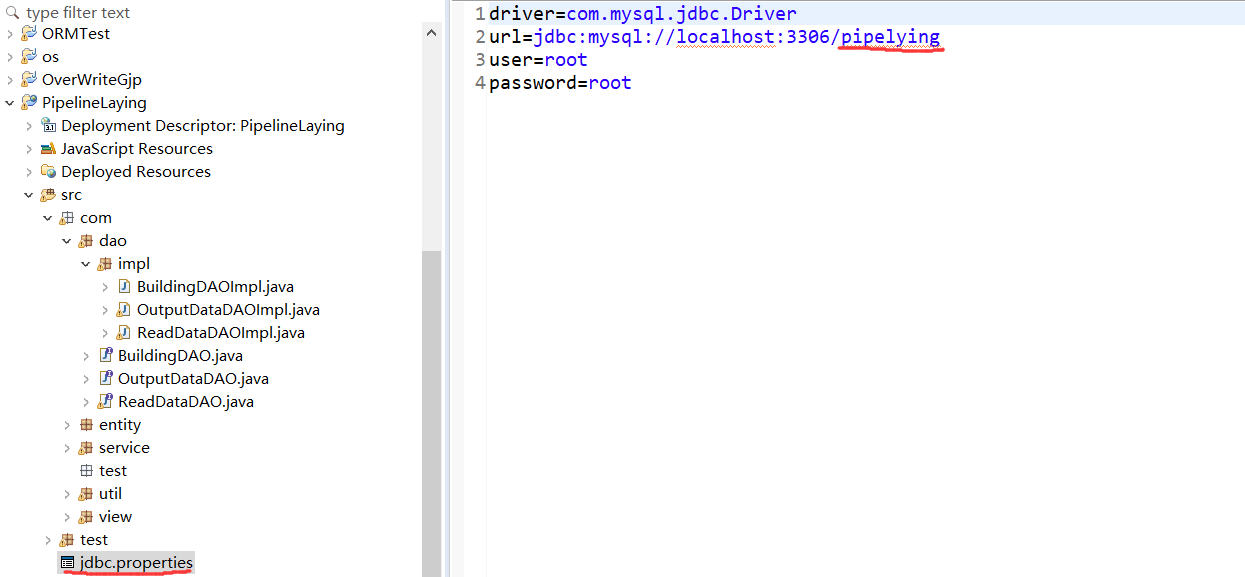 type filter text
ORMTest
os
OverWriteGjp
PipelineLaying
Deployment Descriptor: PipelineLaying
JavaScript Resources
Deployed Resources
src
com
dao
impl
BuildingDAOImpl.java
OutputDataDAOImpl.java
ReadDataDAOImpl.java
BuildingDAO.java
OutputDataDAO.java
ReadDataDAO.java
entity
service
test
util
view
test
jdbc.properties
1 driver=com.mysql.jdbc.Driver
2 url=jdbc:mysql://localhost:3306/pipelying
3 user=root
4 password=root